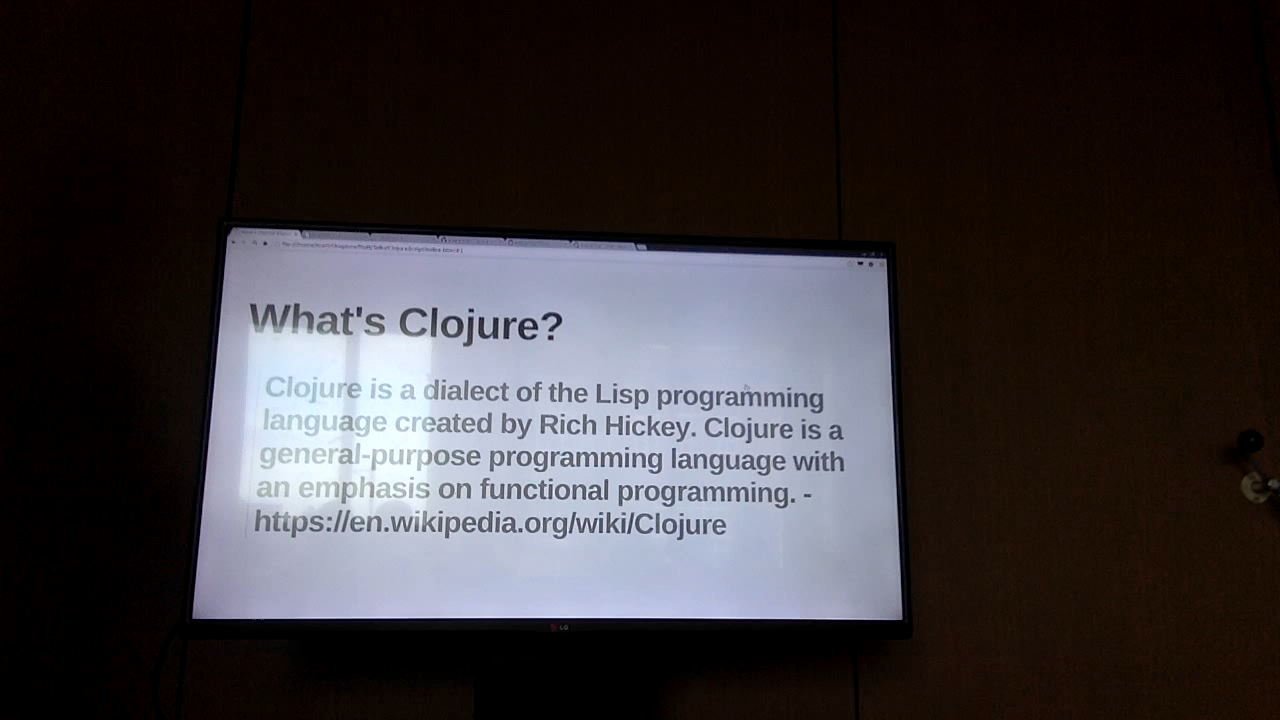 What's Clojure?
Clojure is a dialect of the Lisp programming
language created by Rich Hickey. Clojure is a
general-purpose programming language with
an emphasis on functional programming. -
https://en.wikipedia.org/wiki/Clojure
LG